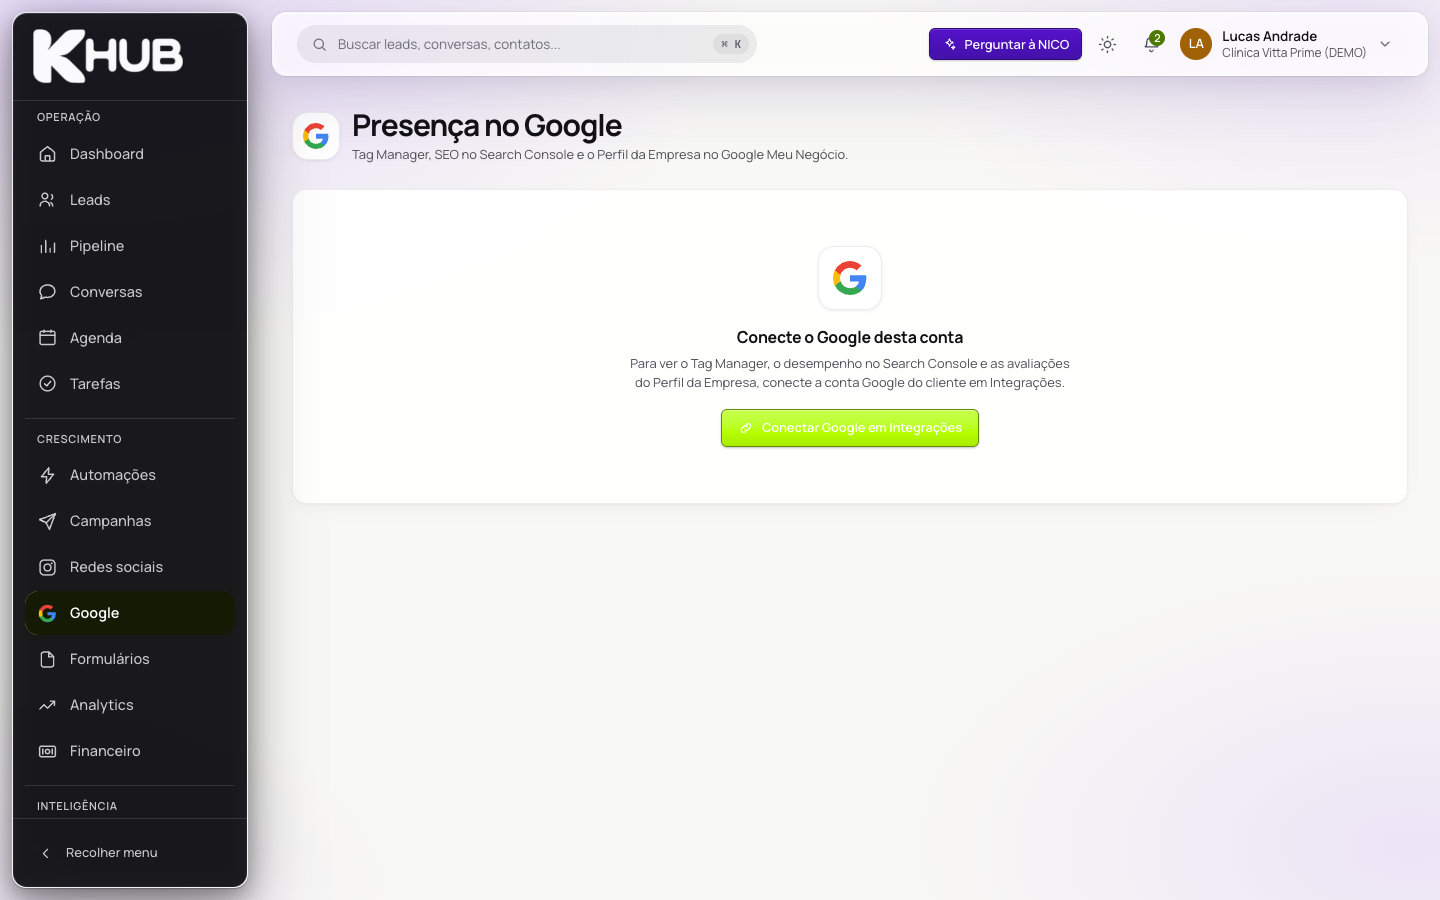 KHUB
OPERAÇÃO
Dashboard
Leads
Pipeline
Conversas
Agenda
Tarefas
CRESCIMENTO
Automações
Campanhas
Redes sociais
Google
Formulários
Analytics
Financeiro
INTELIGÊNCIA
Recolher menu
Buscar leads, conversas, contatos...
⌘ K
Perguntar à NICO
2
LA
Lucas Andrade
Clínica Vitta Prime (DEMO)
Presença no Google
Tag Manager, SEO no Search Console e o Perfil da Empresa no Google Meu Negócio.
Conecte o Google desta conta
Para ver o Tag Manager, o desempenho no Search Console e as avaliações
do Perfil da Empresa, conecte a conta Google do cliente em Integrações.
Conectar Google em Integrações